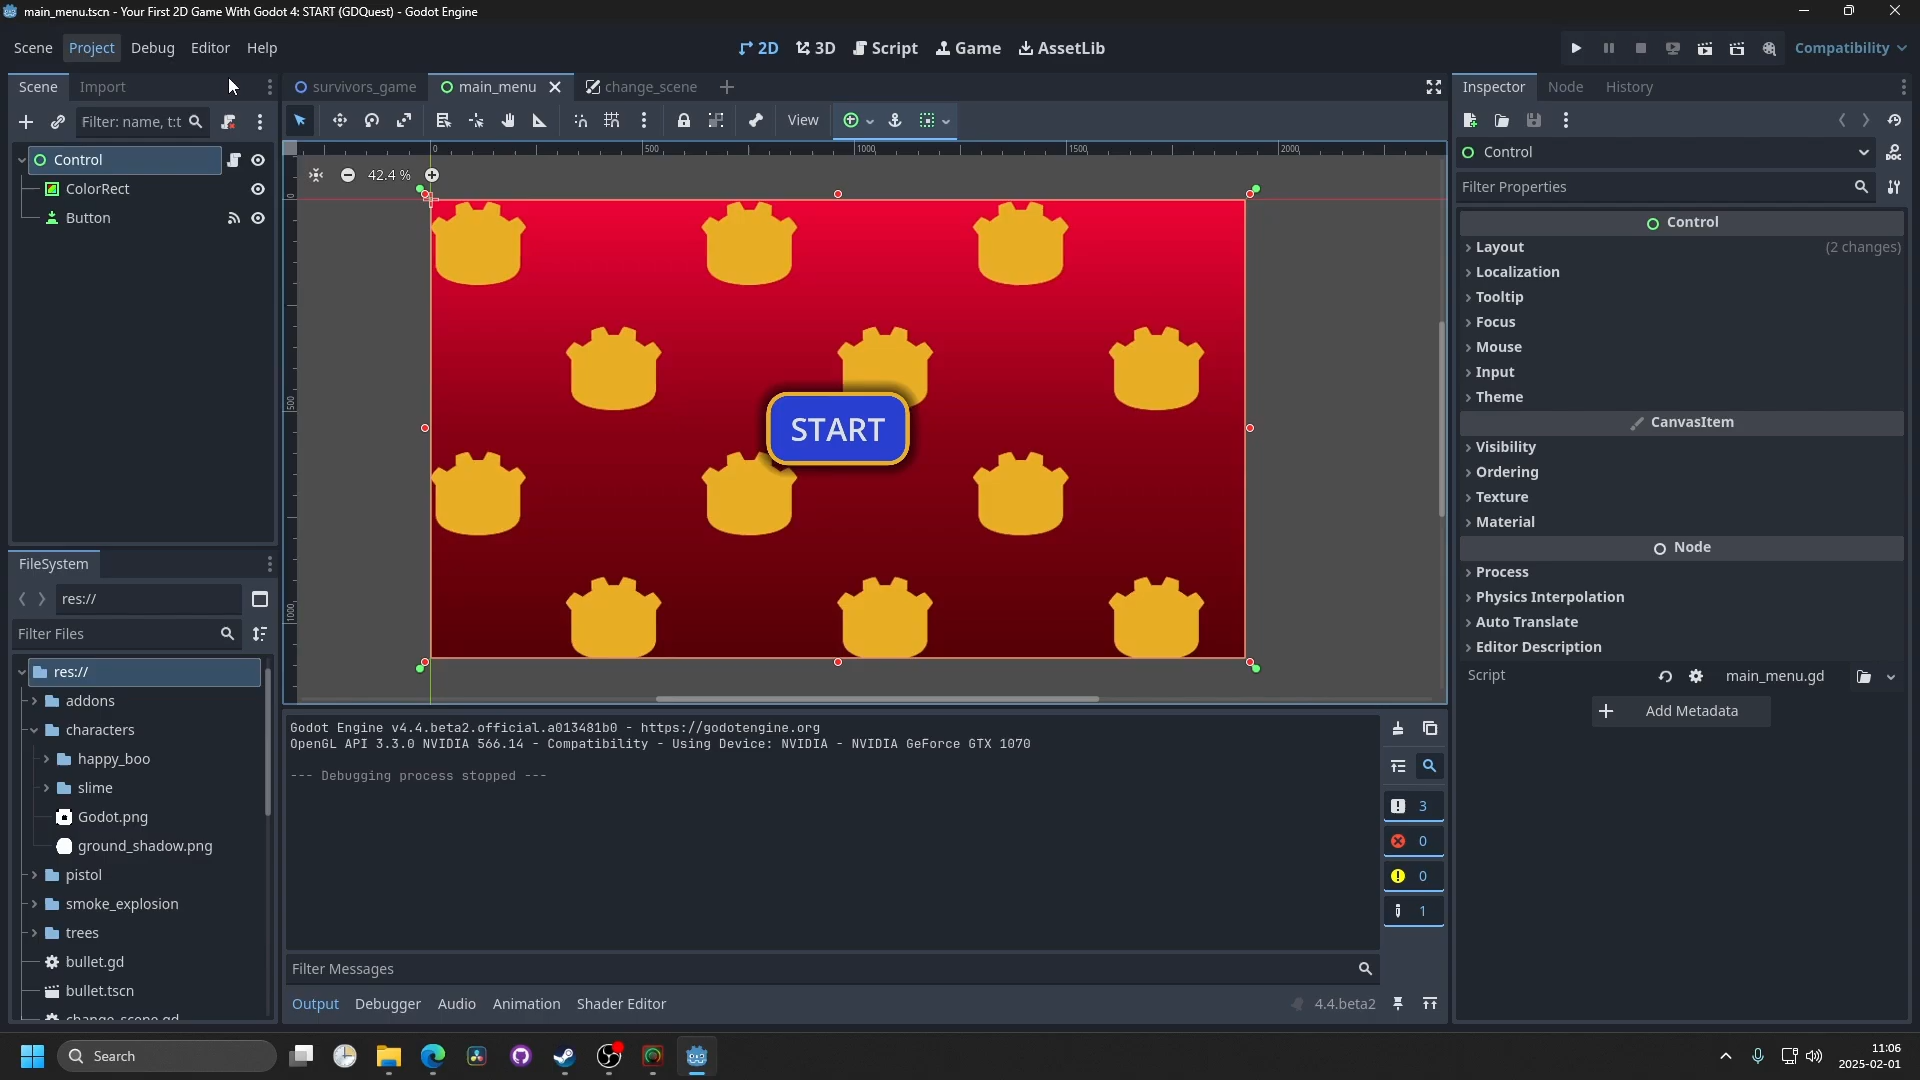 main_menu.tscn - Your First 2D Game With Godot 4: START (GDQuest) - Godot Engine
Scene Project Debug Editor Help
2D 3D Script Game AssetLib
Compatibility
Scene Import
survivors_game main_menu change_scene
Inspector Node History
Filter: name, t:t
View
Control
ColorRect
Button
42.4 %
0 500 1000 1500 2000
0
500
1000
START
Control
Filter Properties
Control
Layout (2 changes)
Localization
Tooltip
Focus
Mouse
Input
Theme
CanvasItem
Visibility
Ordering
Texture
Material
Node
Process
Physics Interpolation
Auto Translate
Editor Description
Script main_menu.gd
Add Metadata
FileSystem
res://
Filter Files
res://
addons
characters
happy_boo
slime
Godot.png
ground_shadow.png
pistol
smoke_explosion
trees
bullet.gd
bullet.tscn
change_scene.gd
Godot Engine v4.4.beta2.official.a013481b0 - https://godotengine.org
OpenGL API 3.3.0 NVIDIA 566.14 - Compatibility - Using Device: NVIDIA - NVIDIA GeForce GTX 1070
--- Debugging process stopped ---
3
0
0
1
Filter Messages
Output Debugger Audio Animation Shader Editor
4.4.beta2
Search
11:06
2025-02-01